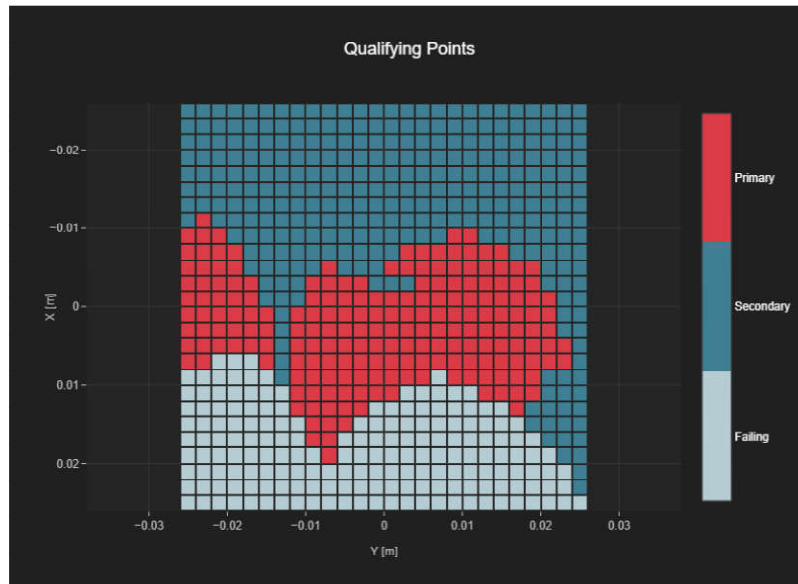 Qualifying Points
−0.02
−0.01
0
0.01
0.02
X [m]
−0.03
−0.02
−0.01
0
0.01
0.02
0.03
Y [m]
Primary
Secondary
Failing